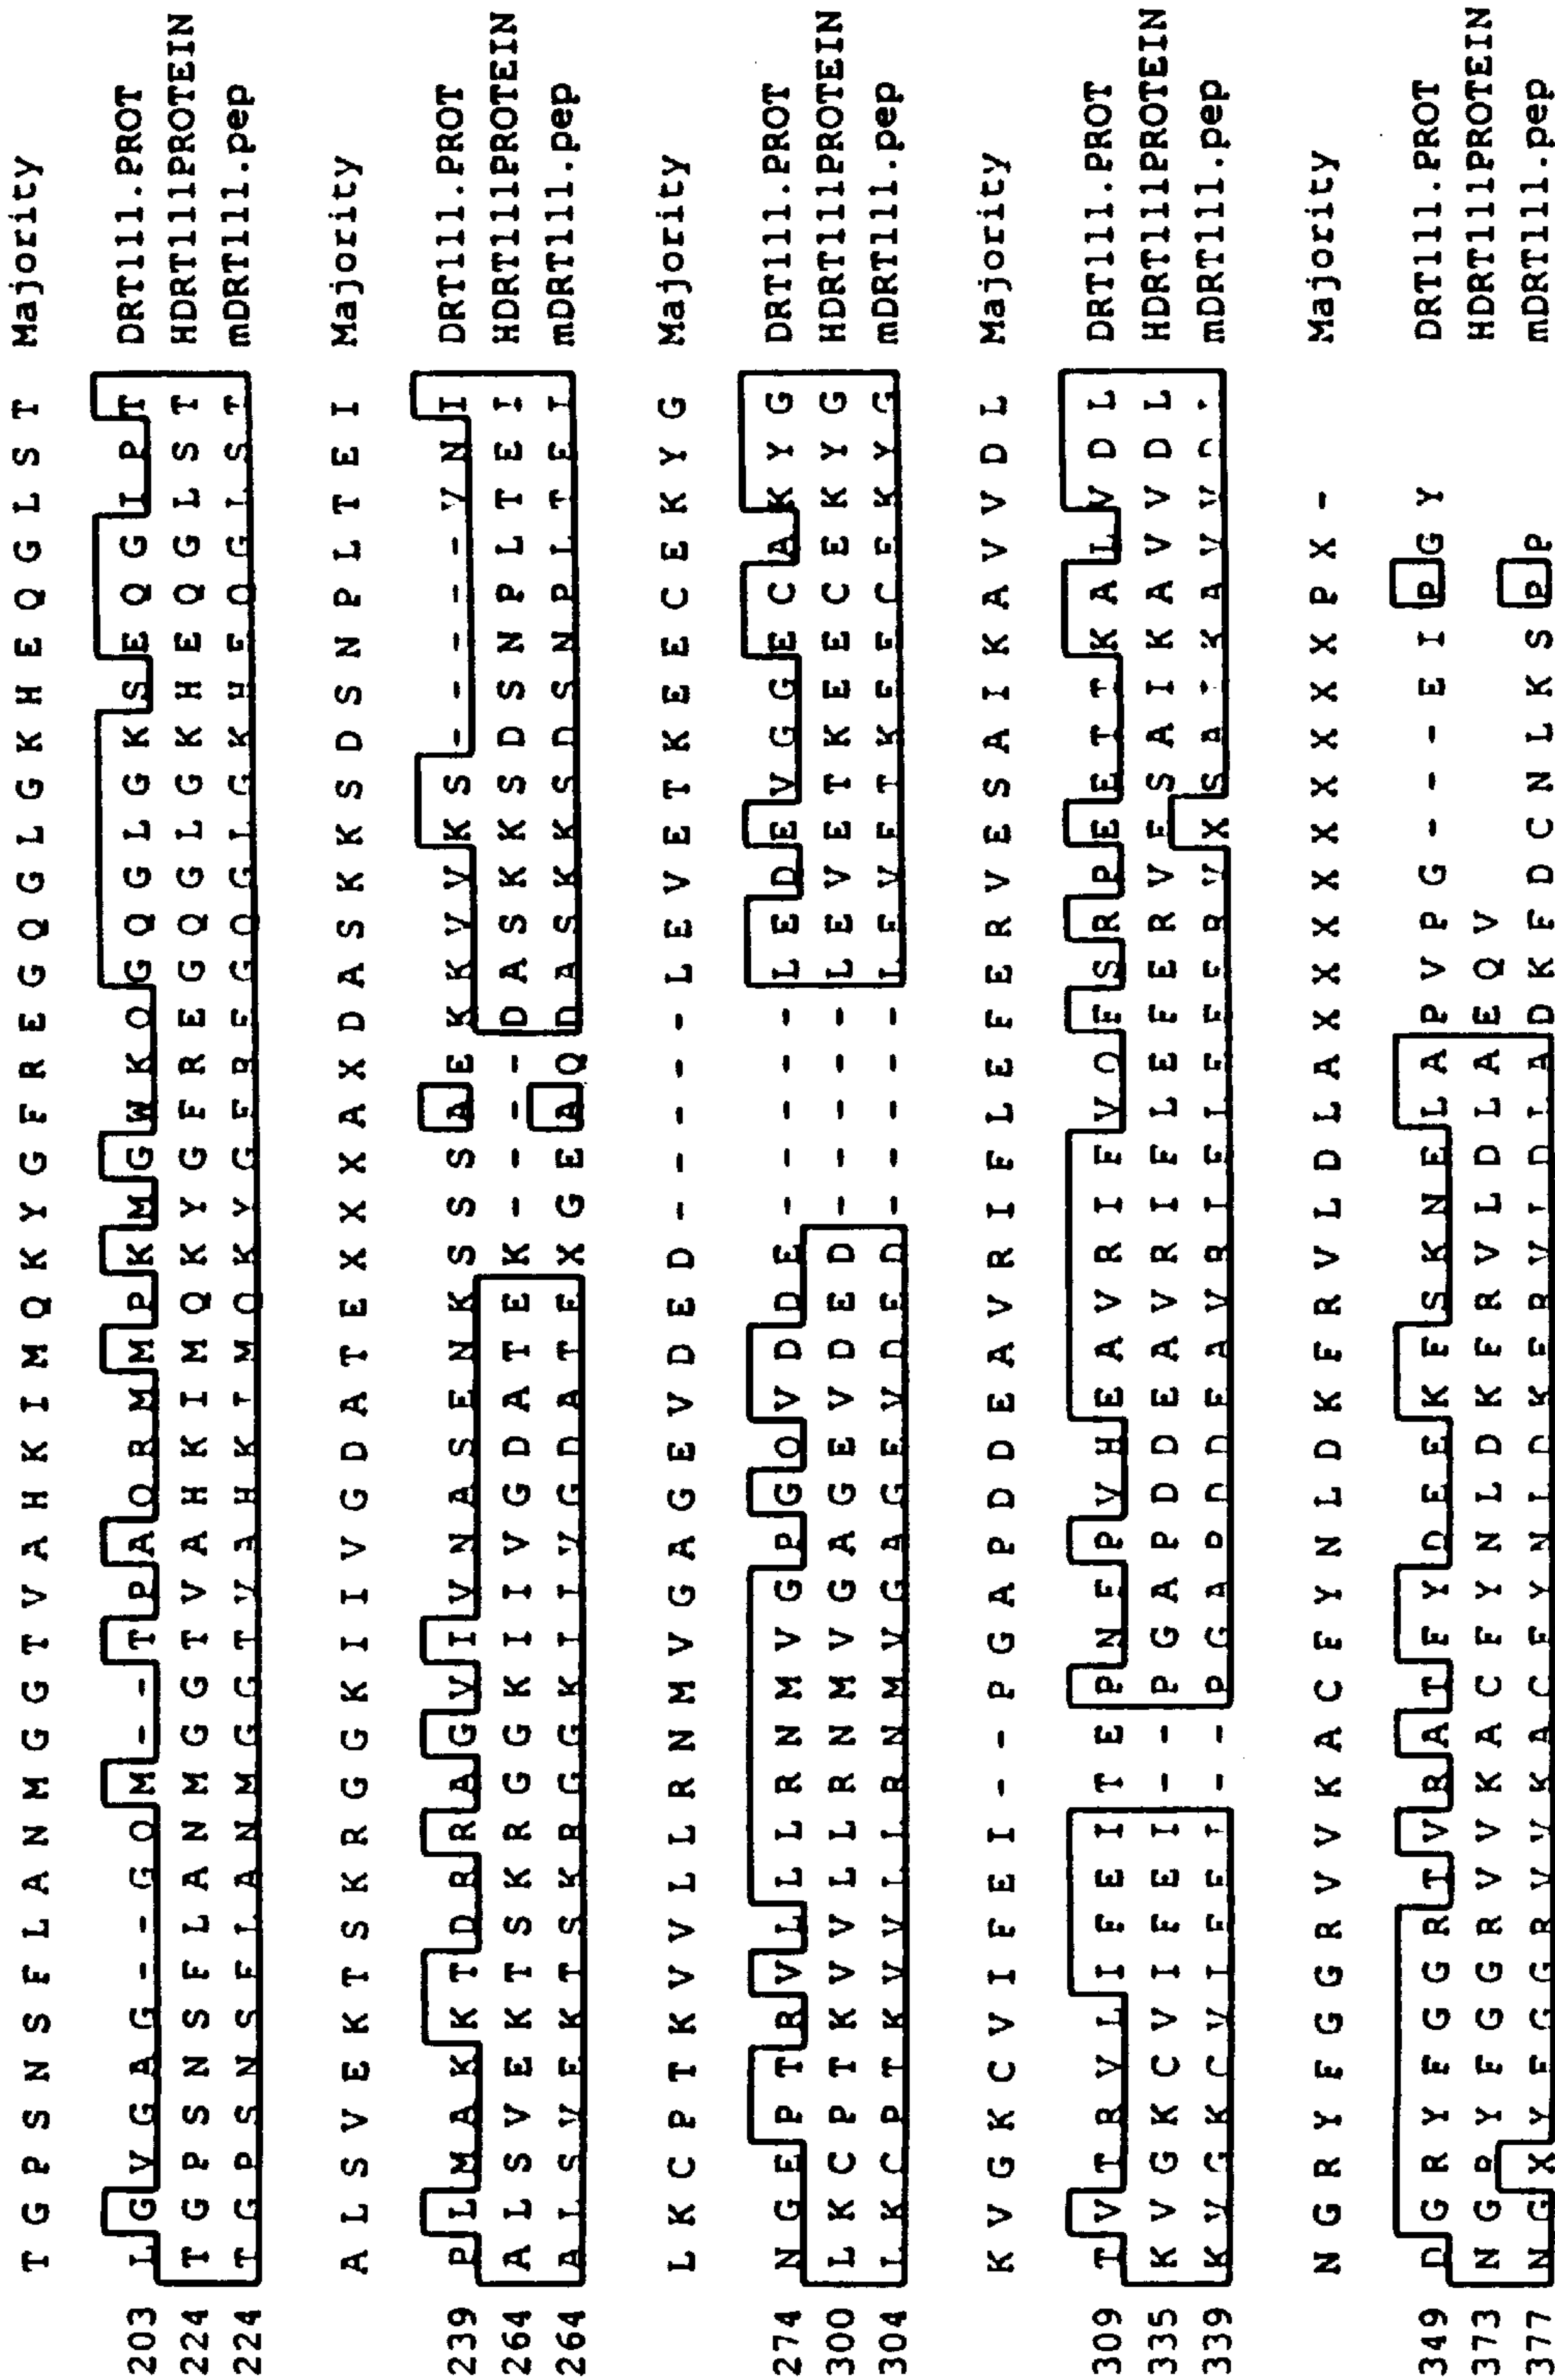 T G P S N S F L A N M G G T V A H K I M Q K Y G F R E G Q G L G K H E Q G L S T Majority
203 L G V G A G - - G Q M - - T P A Q R M M P K M G W K Q G Q G L G K S E Q G I P T DRT111.PROT
224 T G P S N S F L A N M G G T V A H K I M Q K Y G F R E G Q G L G K H E Q G L S T HDRT111PROTEIN
224 T G P S N S F L A N M G G T V A H K I M Q K Y G F R E G Q G L G K H E Q G L S T mDRT111.pep
A L S V E K T S K R G G K I I V G D A T E X X X A X D A S K K S D S N P L T E I Majority
239 P L M A K K T D R R A G V I V N A S E N K S S S A E K K V V K S - - - - - V N I DRT111.PROT
264 A L S V E K T S K R G G K I I V G D A T E K - - - - D A S K K S D S N P L T E I HDRT111PROTEIN
264 A L S V E K T S K R G G K I I V G D A T E X G E A Q D A S K K S D S N P L T E I mDRT111.pep
L K C P T K V V L L R N M V G A G E V D E D - - - - - L E V E T K E E C E K Y G Majority
274 N G E P T R V L L L R N M V G P G Q V D D E - - - - - L E D E V G G E C A K Y G DRT111.PROT
300 L K C P T K V V L L R N M V G A G E V D E D - - - - - L E V E T K E E C E K Y G HDRT111PROTEIN
304 L K C P T K V V L L R N M V G A G E V D E D - - - - - L E V E T K E E C E K Y G mDRT111.pep
K V G K C V I F E I - - P G A P D D E A V R I F L E F E R V E S A I K A V V D L Majority
309 T V T R V L I F E I T E P N F P V H E A V R I F V Q F S R P E E T T K A L V D L DRT111.PROT
335 K V G K C V I F E I - - P G A P D D E A V R I F L E F E R V E S A I K A V V D L HDRT111PROTEIN
339 K V G K C V I F E I - - P G A P D D E A V R I F L E F E R V X S A I K A V V D L mDRT111.pep
N G R Y F G G R V V K A C F Y N L D K F R V L D L A X X X X X X X X X P X - Majority
349 D G R Y F G G R T V R A T F Y D E E K F S K N E L A P V P G - - - E I P G Y DRT111.PROT
373 N G R Y F G G R V V K A C F Y N L D K F R V L D L A E Q V HDRT111PROTEIN
377 N G X Y F G G R V V K A C F Y N L D K F R V L D L A D K F D C N L K S P P mDRT111.pep